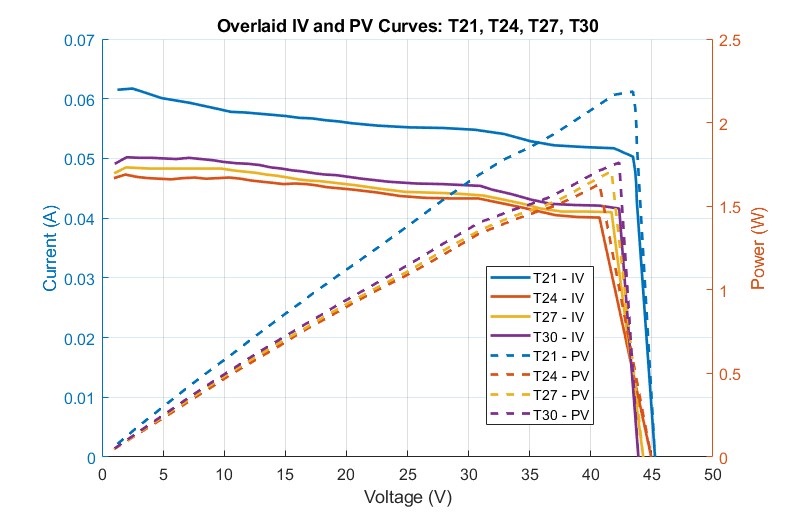 Overlaid IV and PV Curves: T21, T24, T27, T30
0.07
0.06
0.05
0.04
0.03
0.02
0.01
0
Current (A)
2.5
2
1.5
1
0.5
0
Power (W)
T21 - IV
T24 - IV
T27 - IV
T30 - IV
T21 - PV
T24 - PV
T27 - PV
T30 - PV
0 5 10 15 20 25 30 35 40 45 50
Voltage (V)